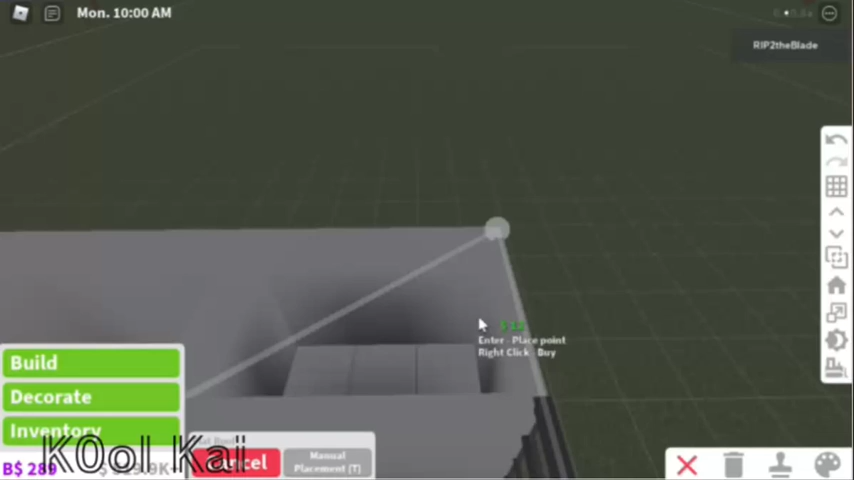 Mon. 10:00 AM
RIP2theBlade
Enter - Place point
Right Click - Buy
Build
Decorate
Inventory
K0ol Kai
Cancel
Manual
Placement (T)
B$ 289